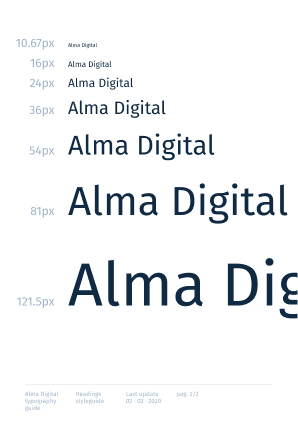 10.67px Alma Digital
16px Alma Digital
24px Alma Digital
36px Alma Digital
54px Alma Digital
81px Alma Digital
121.5px Alma Dig
Alma Digital typography guide
Headings styleguide
Last update 02 · 02 · 2020
pag. 2/2